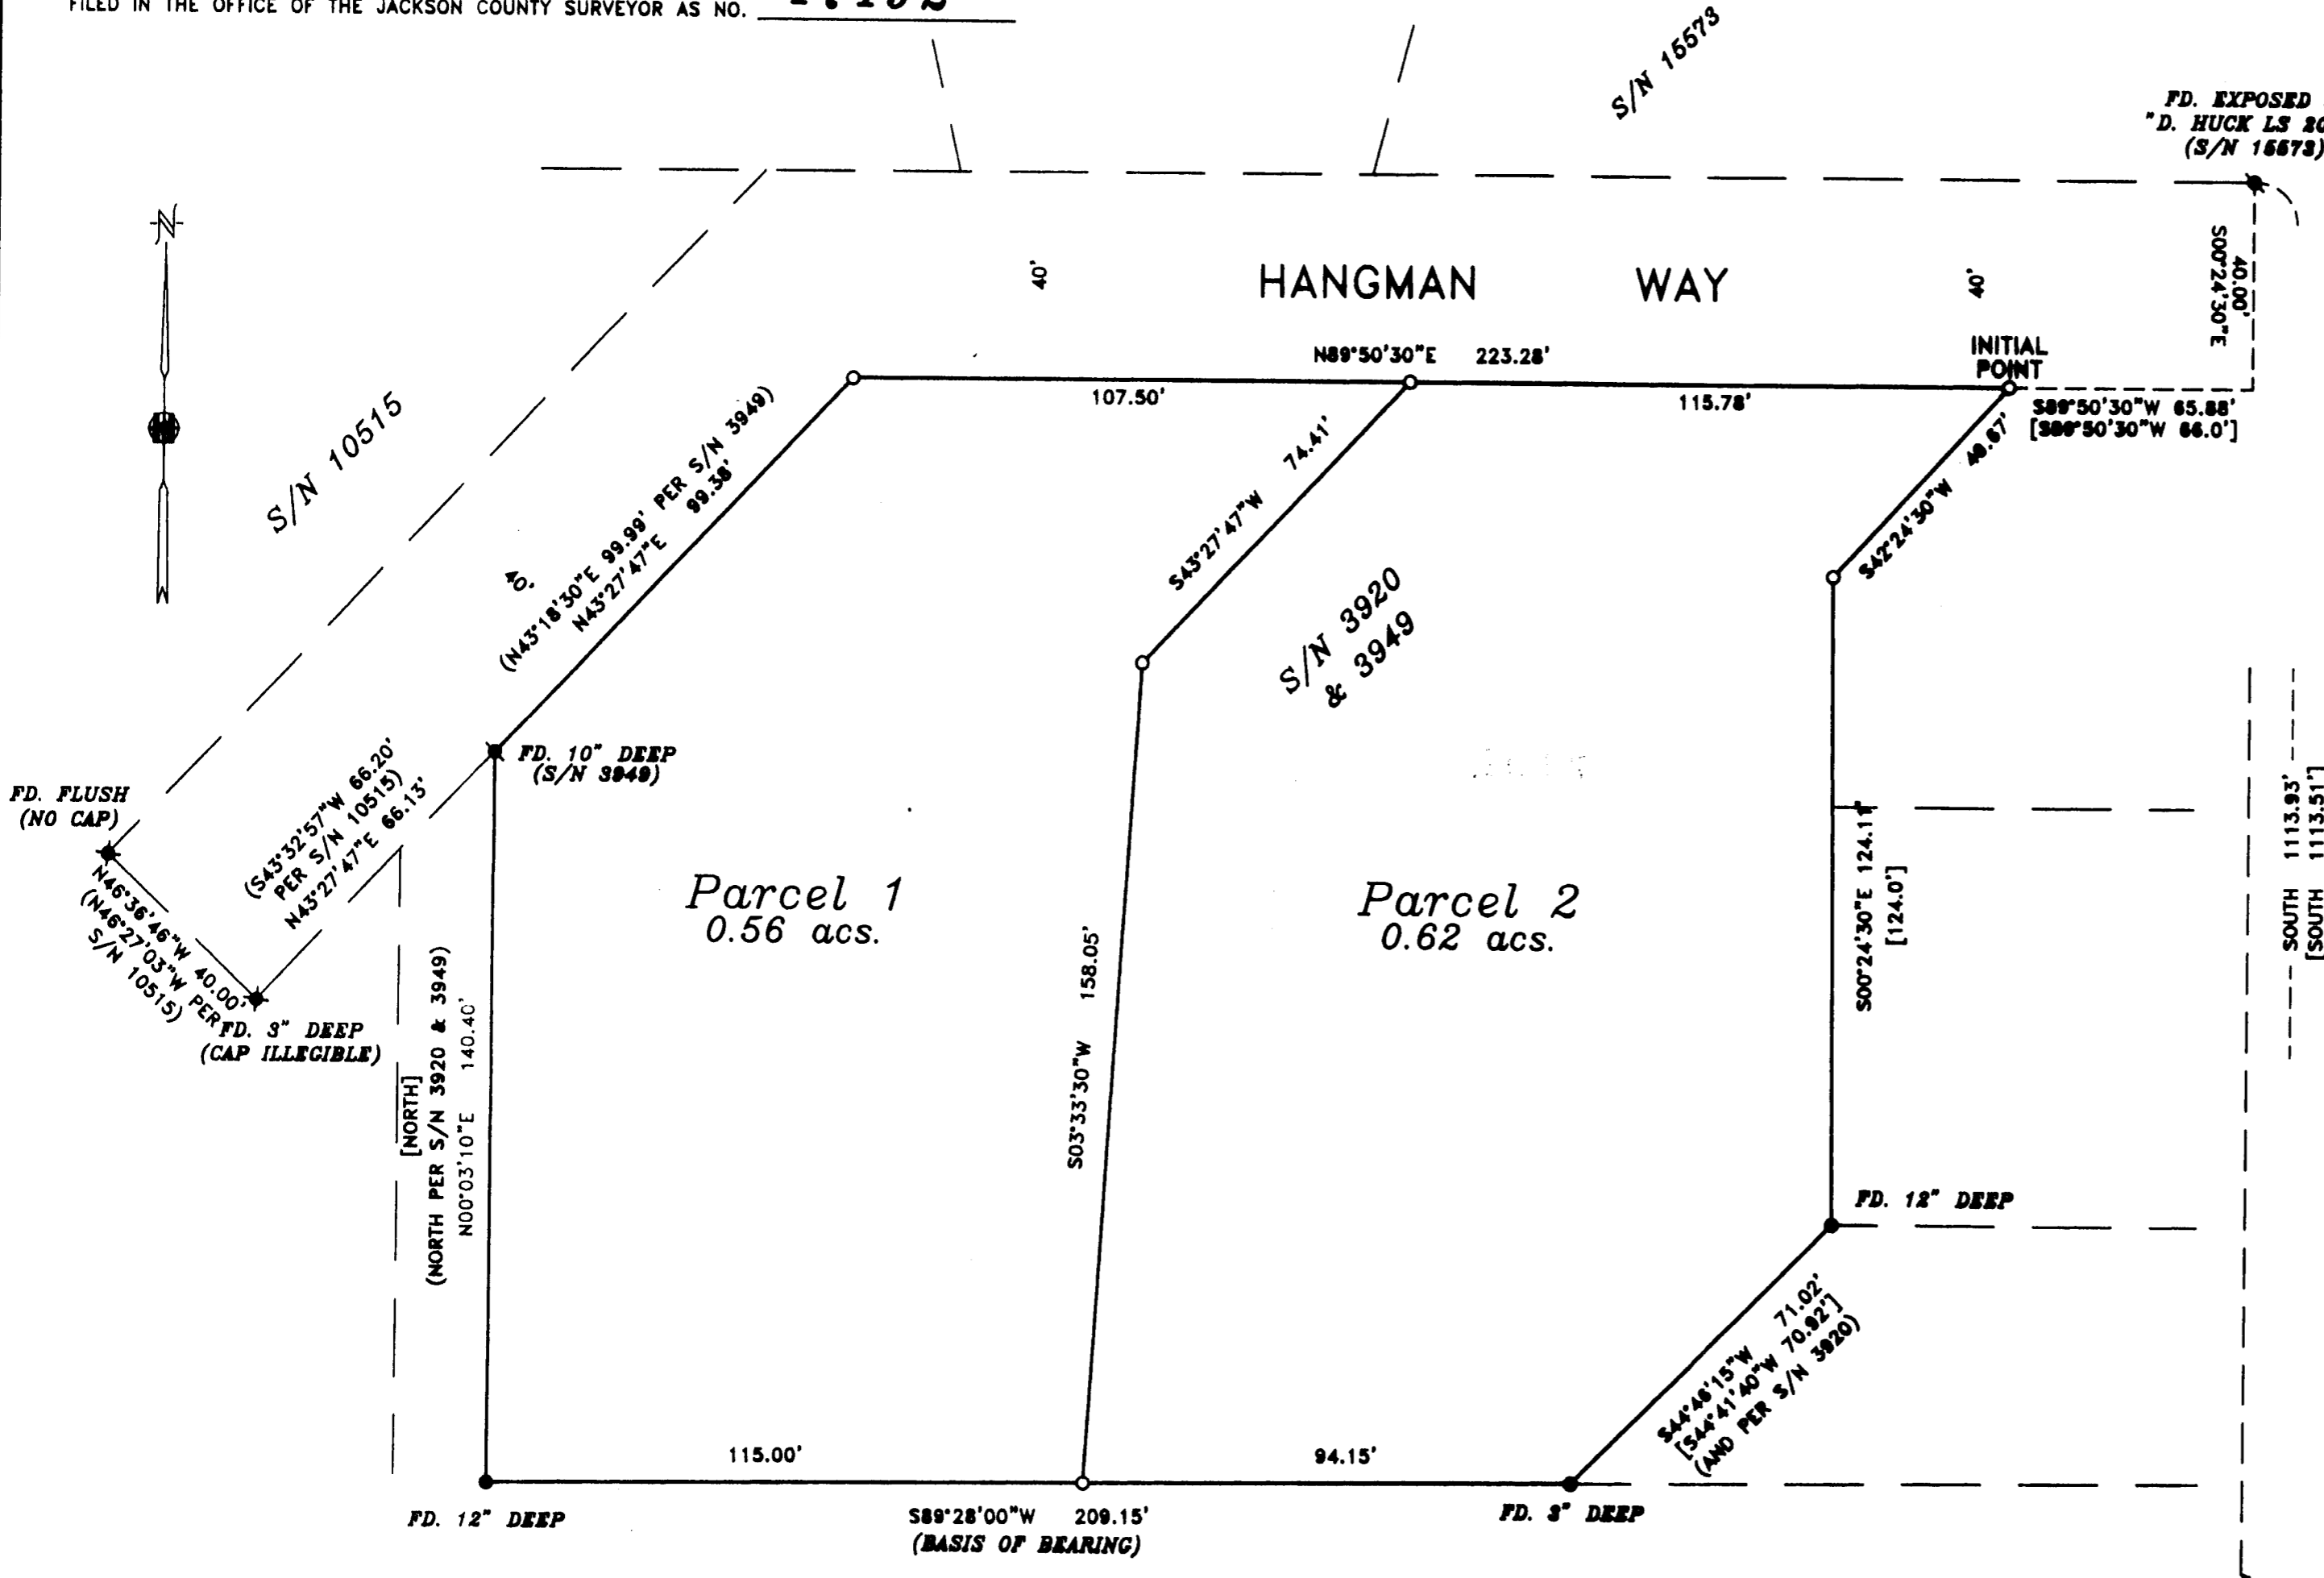 FILED IN THE OFFICE OF THE JACKSON COUNTY SURVEYOR AS NO.
S/N 15573
FD. EXPOSED
"D. HUCK LS
(S/N 15573)
N
40'
HANGMAN WAY
40'
40.00'
S00°24'30"E
N89°50'30"E 223.28'
INITIAL
POINT
107.50'
115.78'
S89°50'30"W 65.88'
[S89°50'30"W 66.0']
S/N 10515
(N43°18'30"E 99.99' PER S/N 3949)
N43°27'47"E 99.38'
40'
S43°27'47"W 74.41'
S42°24'30"W 49.67'
S/N 3920
& 3949
FD. 10" DEEP
(S/N 3949)
FD. FLUSH
(NO CAP)
(S43°32'57"W 66.20'
PER S/N 10515)
N43°27'47"E 66.13'
N46°36'46"W 40.00'
(N46°27'03"W PER
S/N 10515)
FD. 3" DEEP
(CAP ILLEGIBLE)
[NORTH]
(NORTH PER S/N 3920 & 3949)
N00°03'10"E 140.40'
Parcel 1
0.56 acs.
S03°33'30"W 158.05'
Parcel 2
0.62 acs.
S00°24'30"E 124.11'
[124.0']
SOUTH 1113.93'
[SOUTH 1113.51']
FD. 12" DEEP
S44°46'15"W 71.02'
[S44°41'40"W 70.92']
(AND PER S/N 3920)
115.00'
94.15'
FD. 12" DEEP
S89°28'00"W 209.15'
(BASIS OF BEARING)
FD. 3" DEEP